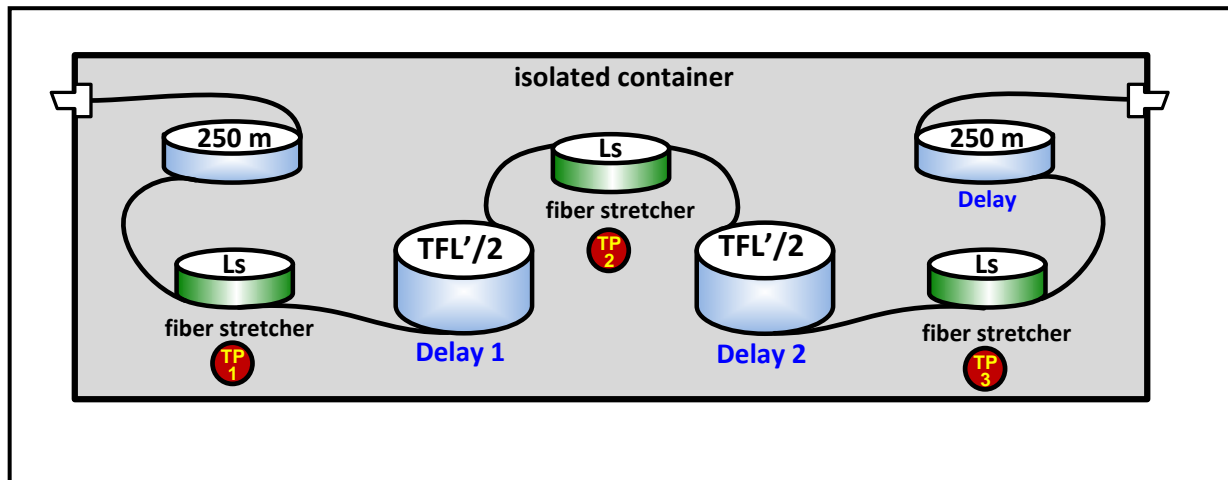 isolated container
250 m
Ls
fiber stretcher
TP
1
TFL'/2
Delay 1
Ls
fiber stretcher
TP
2
TFL'/2
Delay 2
250 m
Delay
Ls
fiber stretcher
TP
3